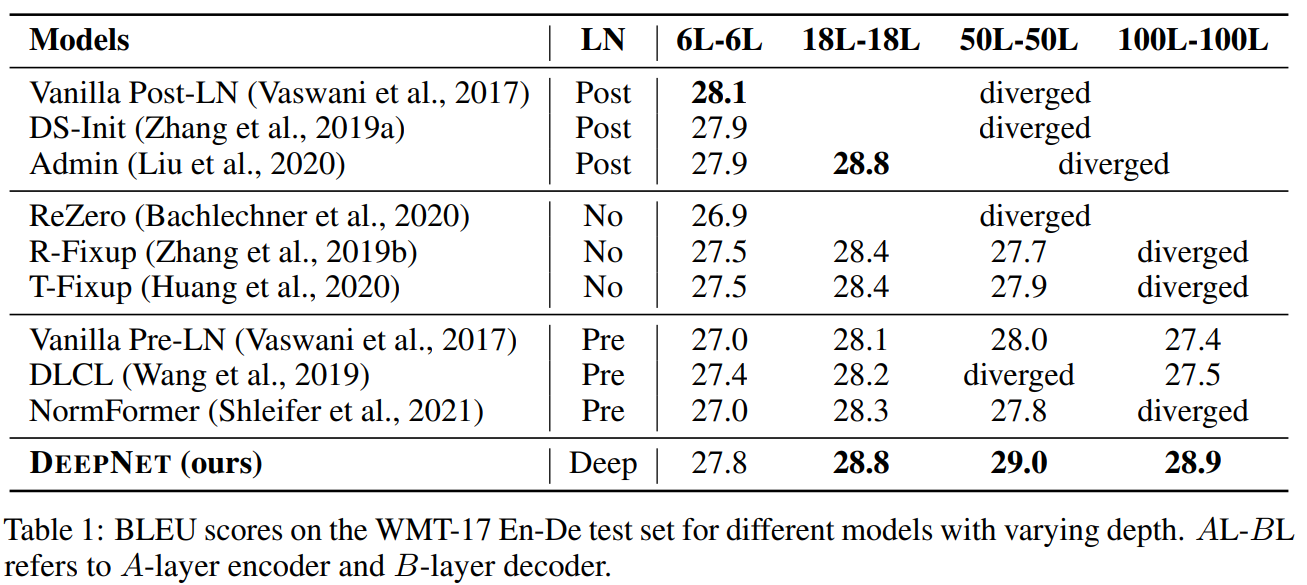 Models LN 6L-6L 18L-18L 50L-50L 100L-100L
Vanilla Post-LN (Vaswani et al., 2017) Post 28.1 diverged
DS-Init (Zhang et al., 2019a) Post 27.9 diverged
Admin (Liu et al., 2020) Post 27.9 28.8 diverged
ReZero (Bachlechner et al., 2020) No 26.9 diverged
R-Fixup (Zhang et al., 2019b) No 27.5 28.4 27.7 diverged
T-Fixup (Huang et al., 2020) No 27.5 28.4 27.9 diverged
Vanilla Pre-LN (Vaswani et al., 2017) Pre 27.0 28.1 28.0 27.4
DLCL (Wang et al., 2019) Pre 27.4 28.2 diverged 27.5
NormFormer (Shleifer et al., 2021) Pre 27.0 28.3 27.8 diverged
DEEPNET (ours) Deep 27.8 28.8 29.0 28.9
Table 1: BLEU scores on the WMT-17 En-De test set for different models with varying depth. AL-BL
refers to A-layer encoder and B-layer decoder.